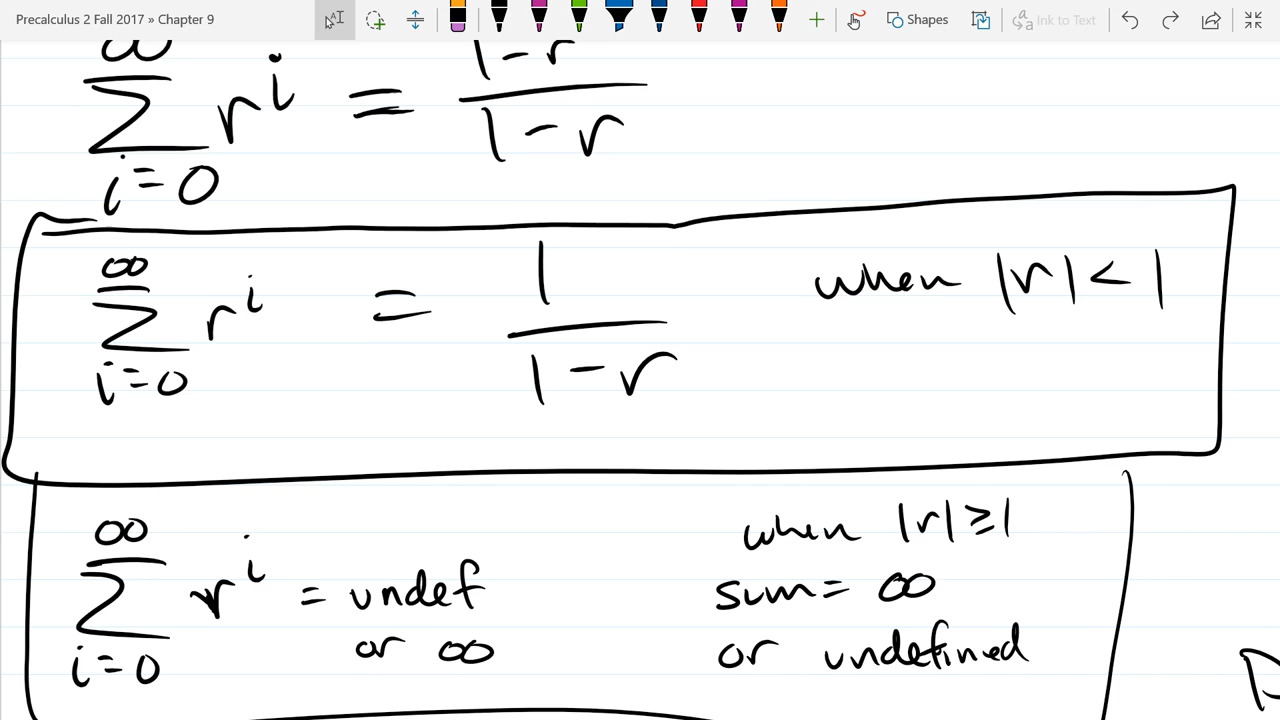 Precalculus 2 Fall 2017 » Chapter 9
Shapes
Ink to Text
∞
∑ r^i = (1-r)/(1-r)
i=0
∞
∑ r^i = 1/(1-r) when |r| < 1
i=0
∞
∑ r^i = undef when |r| ≥ 1
or ∞ sum = ∞
i=0 or undefined